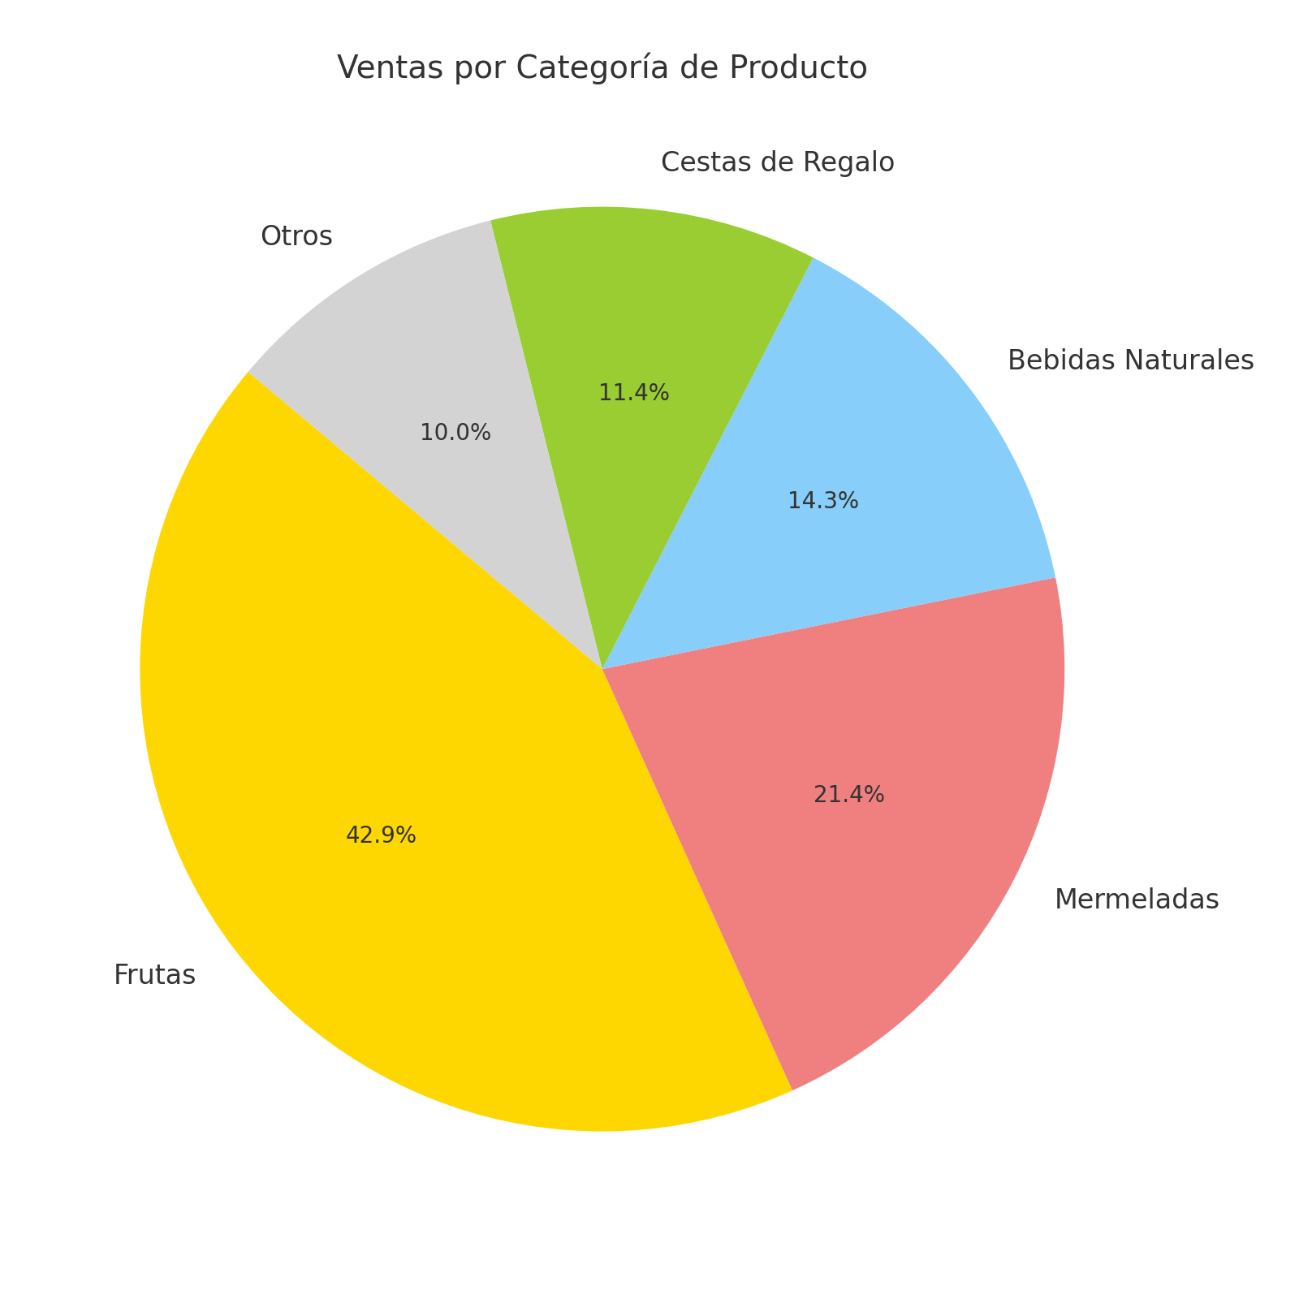 Ventas por Categoría de Producto
Cestas de Regalo
Otros
Bebidas Naturales
11.4%
10.0%
14.3%
21.4%
42.9%
Mermeladas
Frutas